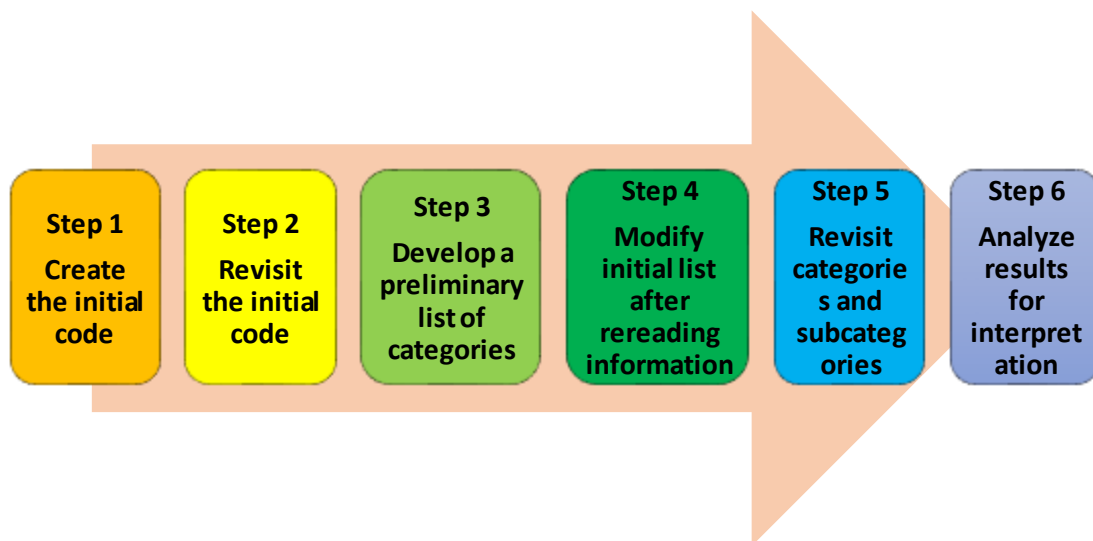 Step 1
Create
the initial
code
Step 2
Revisit
the initial
code
Step 3
Develop a
preliminary
list of
categories
Step 4
Modify
initial list
after
rereading
information
Step 5
Revisit
categorie
s and
subcateg
ories
Step 6
Analyze
results
for
interpret
ation